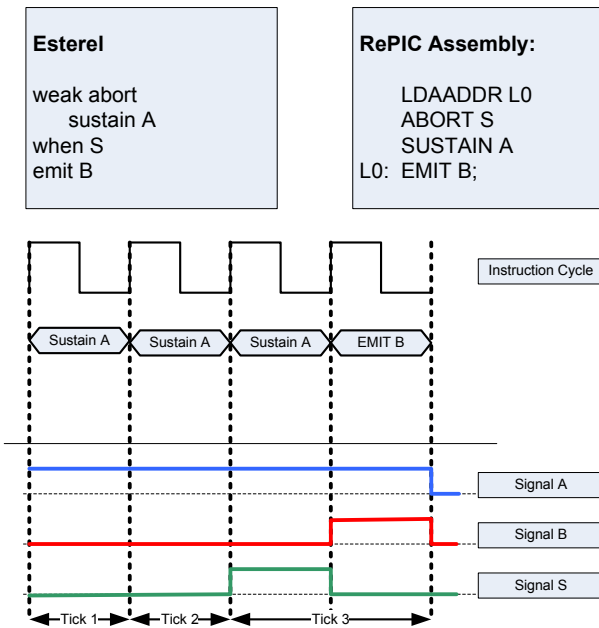 Esterel
weak abort
sustain A
when S
emit B
RePIC Assembly:
LDAADDR L0
ABORT S
SUSTAIN A
L0: EMIT B;
Instruction Cycle
Sustain A
Sustain A
Sustain A
EMIT B
Signal A
Signal B
Signal S
Tick 1
Tick 2
Tick 3